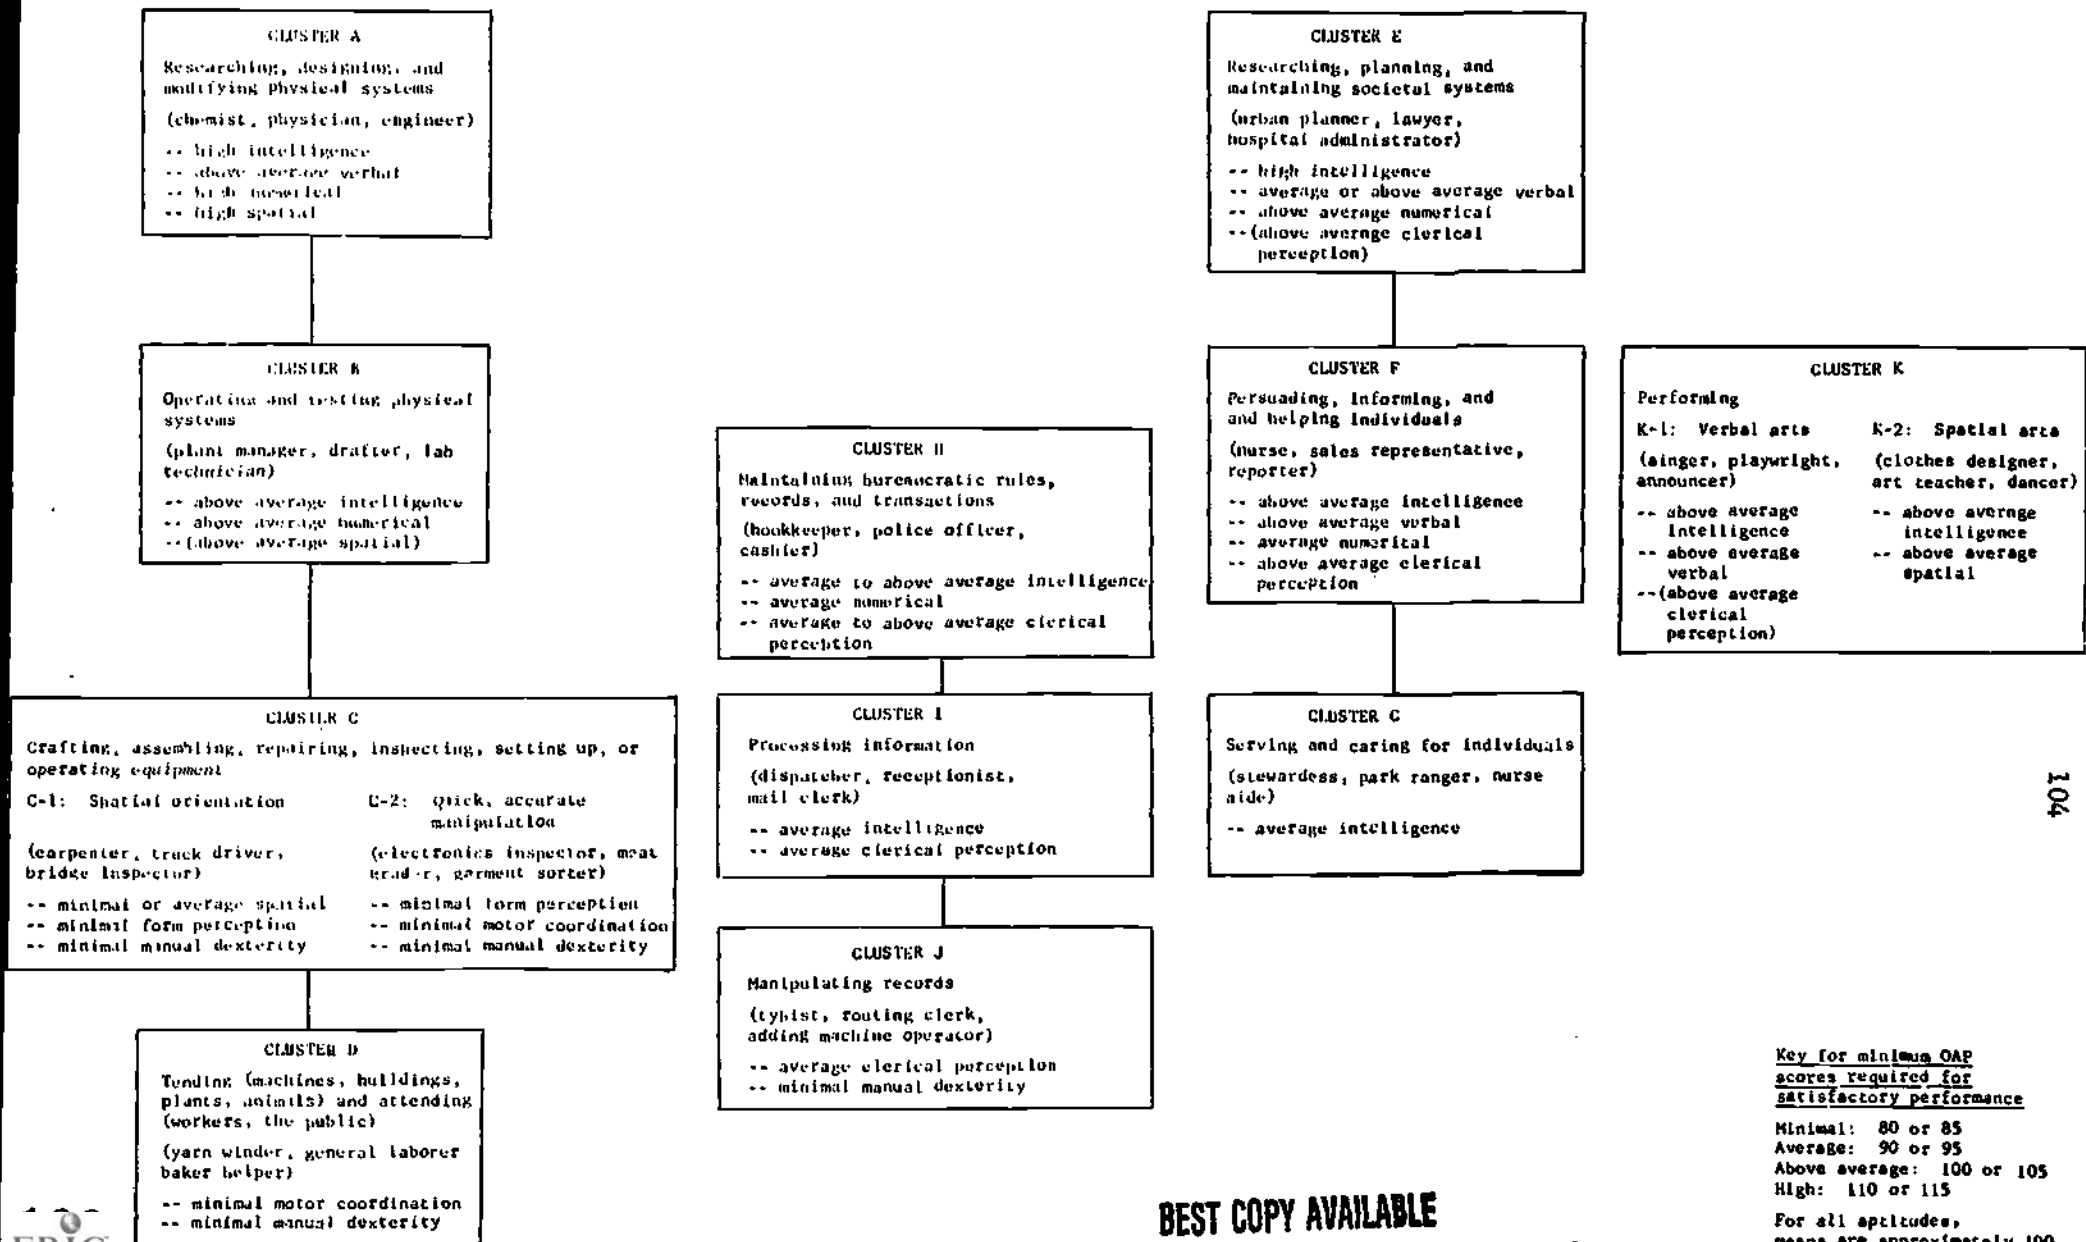 CLUSTER A
Researching, designing, and
modifying physical systems
(chemist, physician, engineer)
-- high intelligence
-- above average verbal
-- high numerical
-- high spatial
CLUSTER B
Operating and testing physical
systems
(plant manager, drafter, lab
technician)
-- above average intelligence
-- above average numerical
--(above average spatial)
CLUSTER C
Crafting, assembling, repairing, inspecting, setting up, or
operating equipment
C-1: Spatial orientation
(carpenter, truck driver,
bridge inspector)
-- minimal or average spatial
-- minimal form perception
-- minimal manual dexterity
C-2: Quick, accurate
manipulation
(electronics inspector, meat
grader, garment sorter)
-- minimal form perception
-- minimal motor coordination
-- minimal manual dexterity
CLUSTER D
Tending (machines, buildings,
plants, animals) and attending
(workers, the public)
(yarn winder, general laborer
baker helper)
-- minimal motor coordination
-- minimal manual dexterity
CLUSTER H
Maintaining bureaucratic rules,
records, and transactions
(bookkeeper, police officer,
cashier)
-- average to above average intelligence
-- average numerical
-- average to above average clerical
perception
CLUSTER I
Processing information
(dispatcher, receptionist,
mail clerk)
-- average intelligence
-- average clerical perception
CLUSTER J
Manipulating records
(typist, routing clerk,
adding machine operator)
-- average clerical perception
-- minimal manual dexterity
CLUSTER E
Researching, planning, and
maintaining societal systems
(urban planner, lawyer,
hospital administrator)
-- high intelligence
-- average or above average verbal
-- above average numerical
--(above average clerical
perception)
CLUSTER F
Persuading, informing, and
and helping individuals
(nurse, sales representative,
reporter)
-- above average intelligence
-- above average verbal
-- average numerical
-- above average clerical
perception
CLUSTER G
Serving and caring for individuals
(stewardess, park ranger, nurse
aide)
-- average intelligence
CLUSTER K
Performing
K-1: Verbal arts
(singer, playwright,
announcer)
-- above average
intelligence
-- above average
verbal
--(above average
clerical
perception)
K-2: Spatial arts
(clothes designer,
art teacher, dancer)
-- above average
intelligence
-- above average
spatial
104
Key for minimum OAP
scores required for
satisfactory performance
Minimal: 80 or 85
Average: 90 or 95
Above average: 100 or 105
High: 110 or 115
For all aptitudes,
means are approximately 100
BEST COPY AVAILABLE